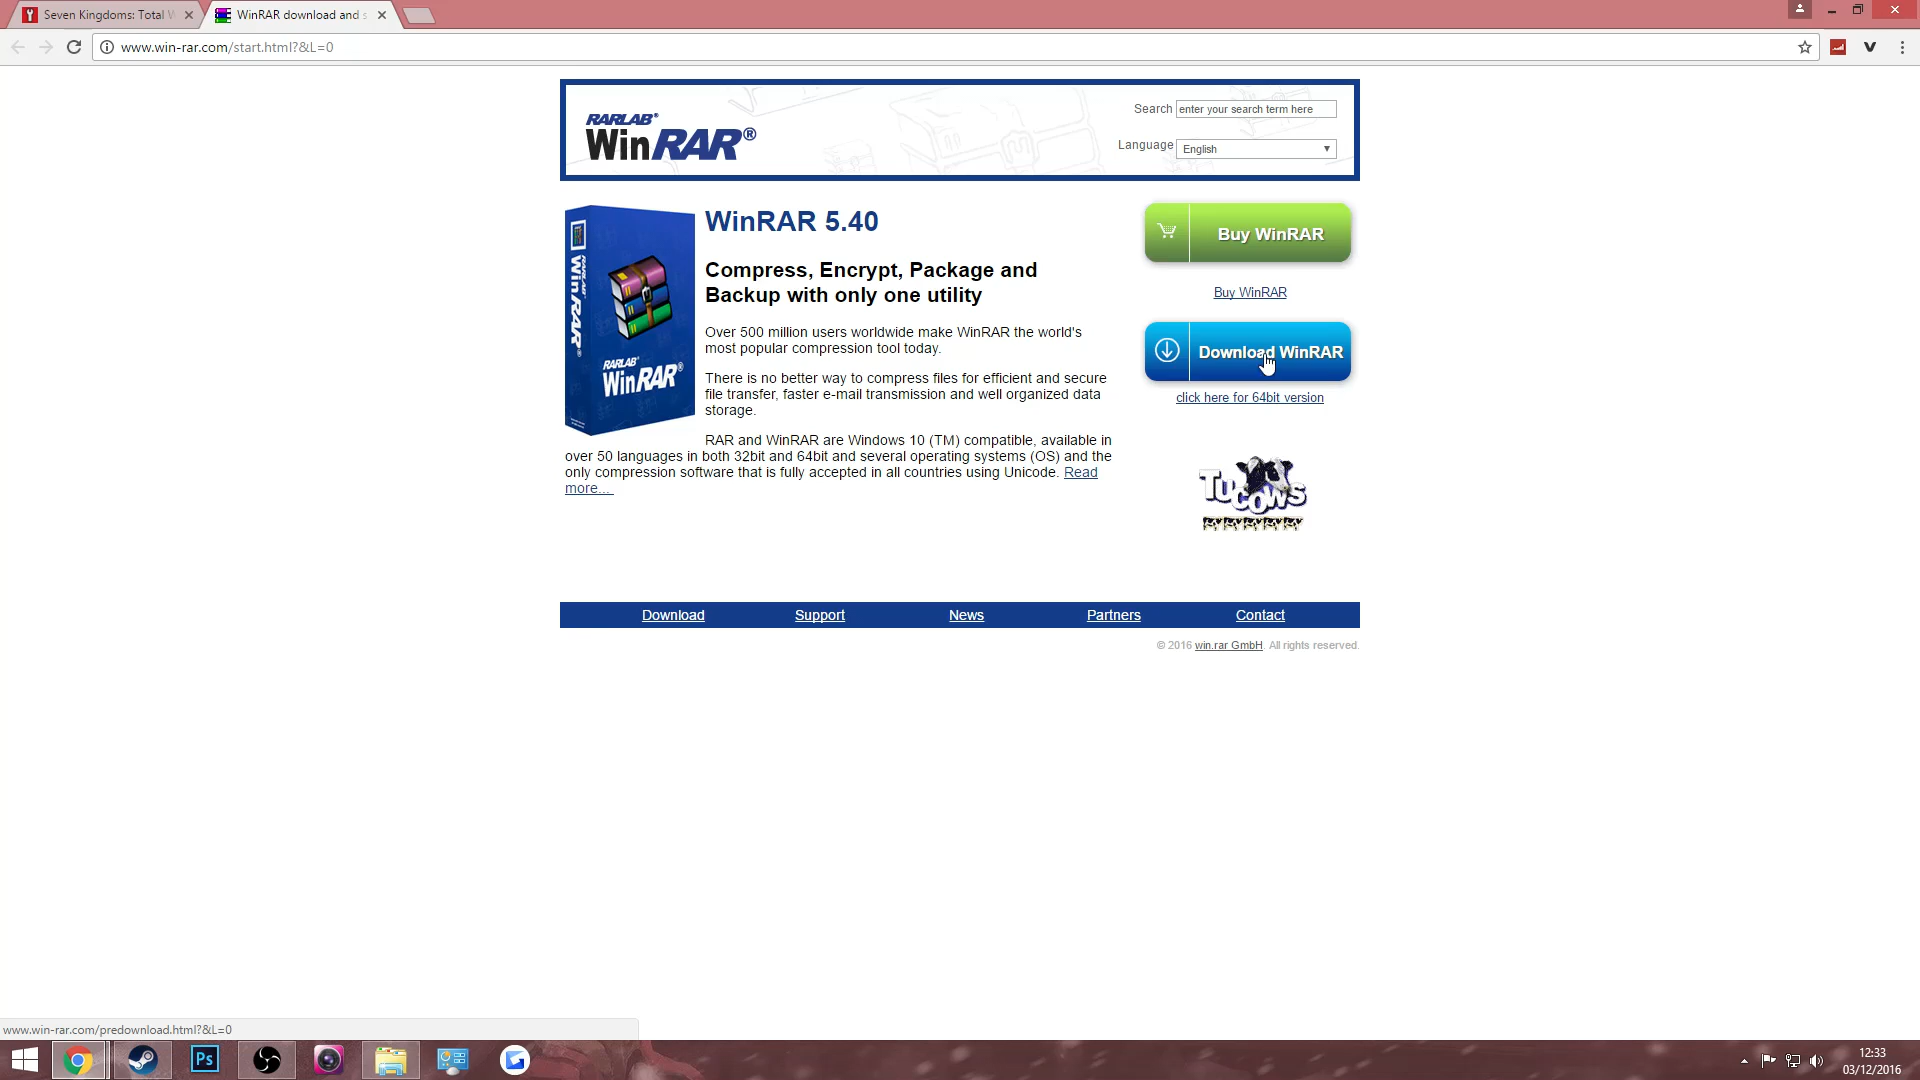 Seven Kingdoms: Total W
WinRAR download and s
www.win-rar.com/start.html?&L=0
RARLAB®
WinRAR®
Search
enter your search term here
Language
English
WinRAR®
RARLAB®
WinRAR®
WinRAR 5.40
Compress, Encrypt, Package and
Backup with only one utility
Over 500 million users worldwide make WinRAR the world's
most popular compression tool today.
There is no better way to compress files for efficient and secure
file transfer, faster e-mail transmission and well organized data
storage.
RAR and WinRAR are Windows 10 (TM) compatible, available in
over 50 languages in both 32bit and 64bit and several operating systems (OS) and the
only compression software that is fully accepted in all countries using Unicode. Read
more...
Buy WinRAR
Buy WinRAR
Download WinRAR
click here for 64bit version
TUCOWS
Download
Support
News
Partners
Contact
© 2016 win.rar GmbH. All rights reserved.
www.win-rar.com/predownload.html?&L=0
Ps
12:33
03/12/2016